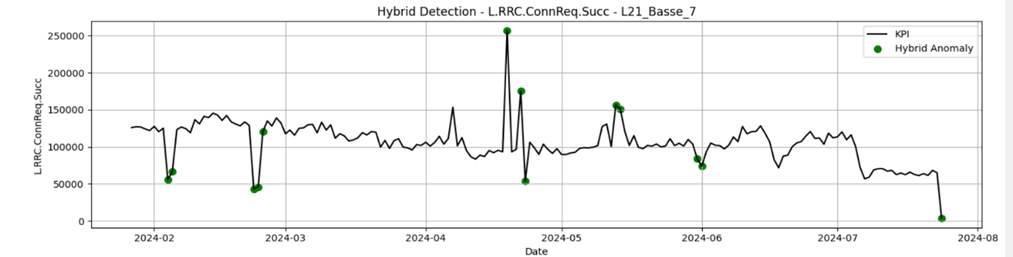 Hybrid Detection - L.RRC.ConnReq.Succ - L21_Basse_7
KPI
Hybrid Anomaly
250000
200000
150000
100000
50000
0
L.RRC.ConnReq.Succ
2024-02 2024-03 2024-04 2024-05 2024-06 2024-07 2024-08
Date